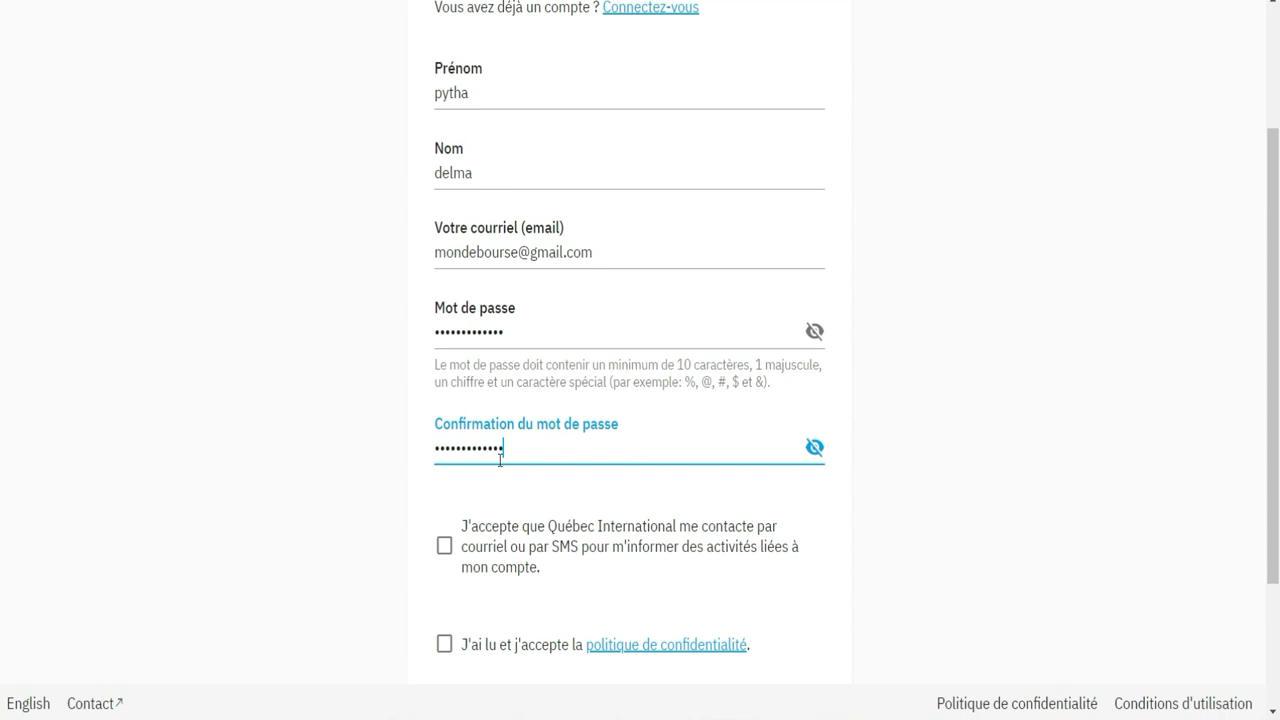 Vous avez déjà un compte ? Connectez-vous
Prénom
pytha
Nom
delma
Votre courriel (email)
mondebourse@gmail.com
Mot de passe
•••••••••••••
Le mot de passe doit contenir un minimum de 10 caractères, 1 majuscule,
un chiffre et un caractère spécial (par exemple: %, @, #, $ et &).
Confirmation du mot de passe
•••••••••••••
J'accepte que Québec International me contacte par
courriel ou par SMS pour m'informer des activités liées à
mon compte.
J'ai lu et j'accepte la politique de confidentialité.
English Contact↗ Politique de confidentialité Conditions d'utilisation